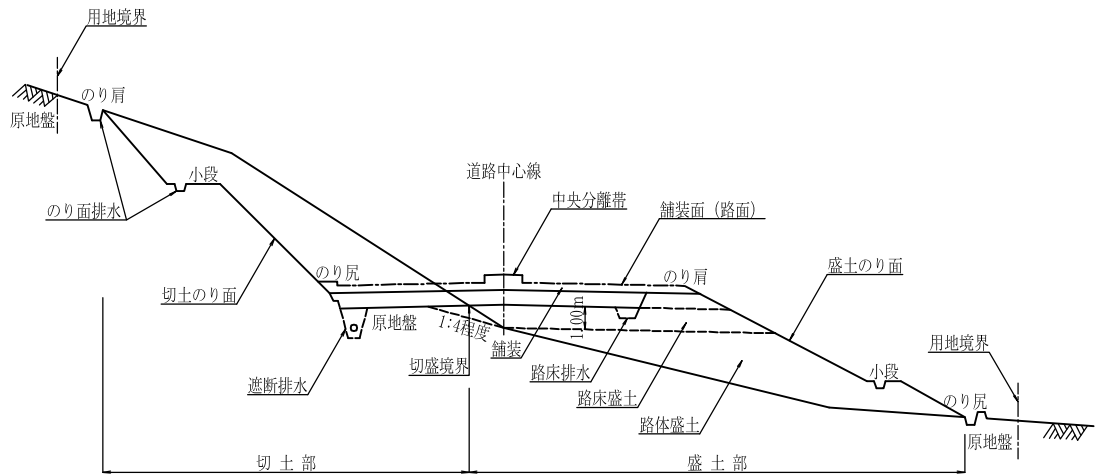 用地境界
のり肩
原地盤
小段
のり面排水
道路中心線
中央分離帯
舗装面（路面）
のり尻
のり肩
盛土のり面
切土のり面
原地盤
1:4程度
1.00m
舗装
切盛境界
路床排水
遮断排水
路床盛土
路体盛土
用地境界
小段
のり尻
原地盤
切土部
盛土部